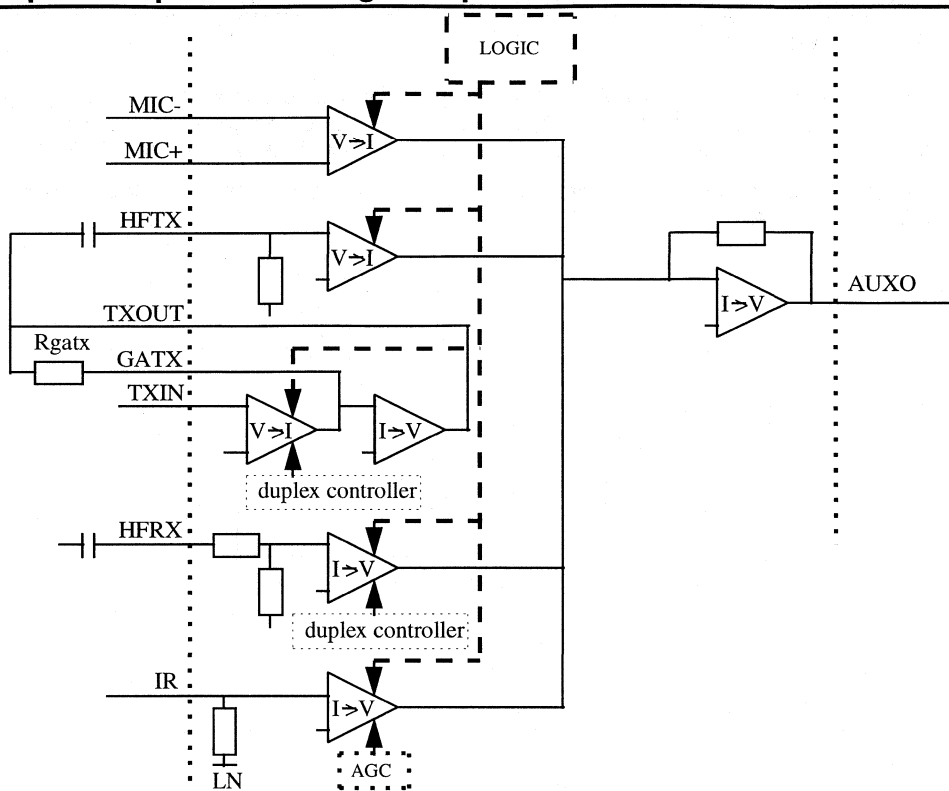 LOGIC
MIC-
V->I
MIC+
HFTX
V->I
TXOUT
I->V
AUXO
Rgatx
GATX
TXIN
V->I
I->V
duplex controller
HFRX
I->V
duplex controller
IR
I->V
LN
AGC